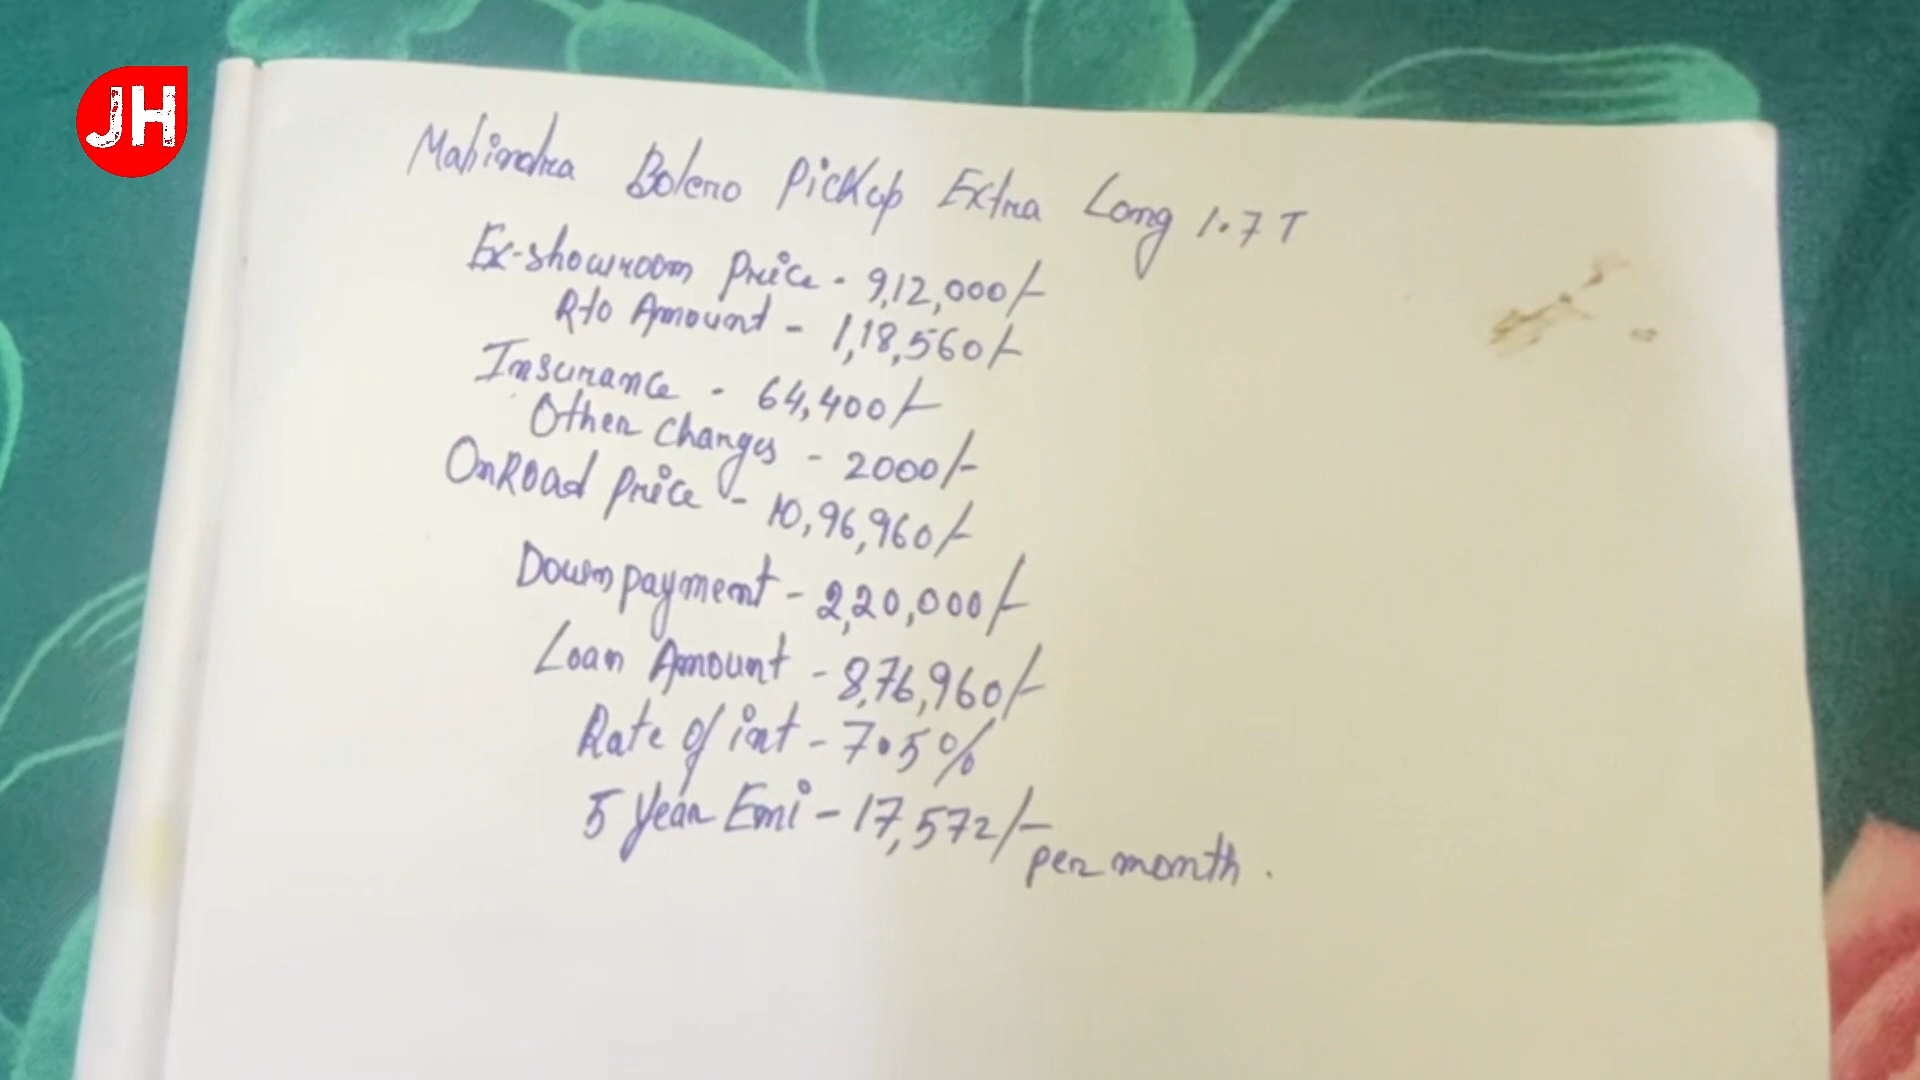 JH
Mahindra Bolero Pickup Extra Long 1.7 T
Ex-showroom Price - 9,12,000/-
Rto Amount - 1,18,560/-
Insurance - 64,400/-
Other Charges - 2000/-
OnRoad Price - 10,96,960/-
Down payment - 2,20,000/-
Loan Amount - 8,76,960/-
Rate of int - 7.5%
5 Year Emi - 17,572/-
per month.